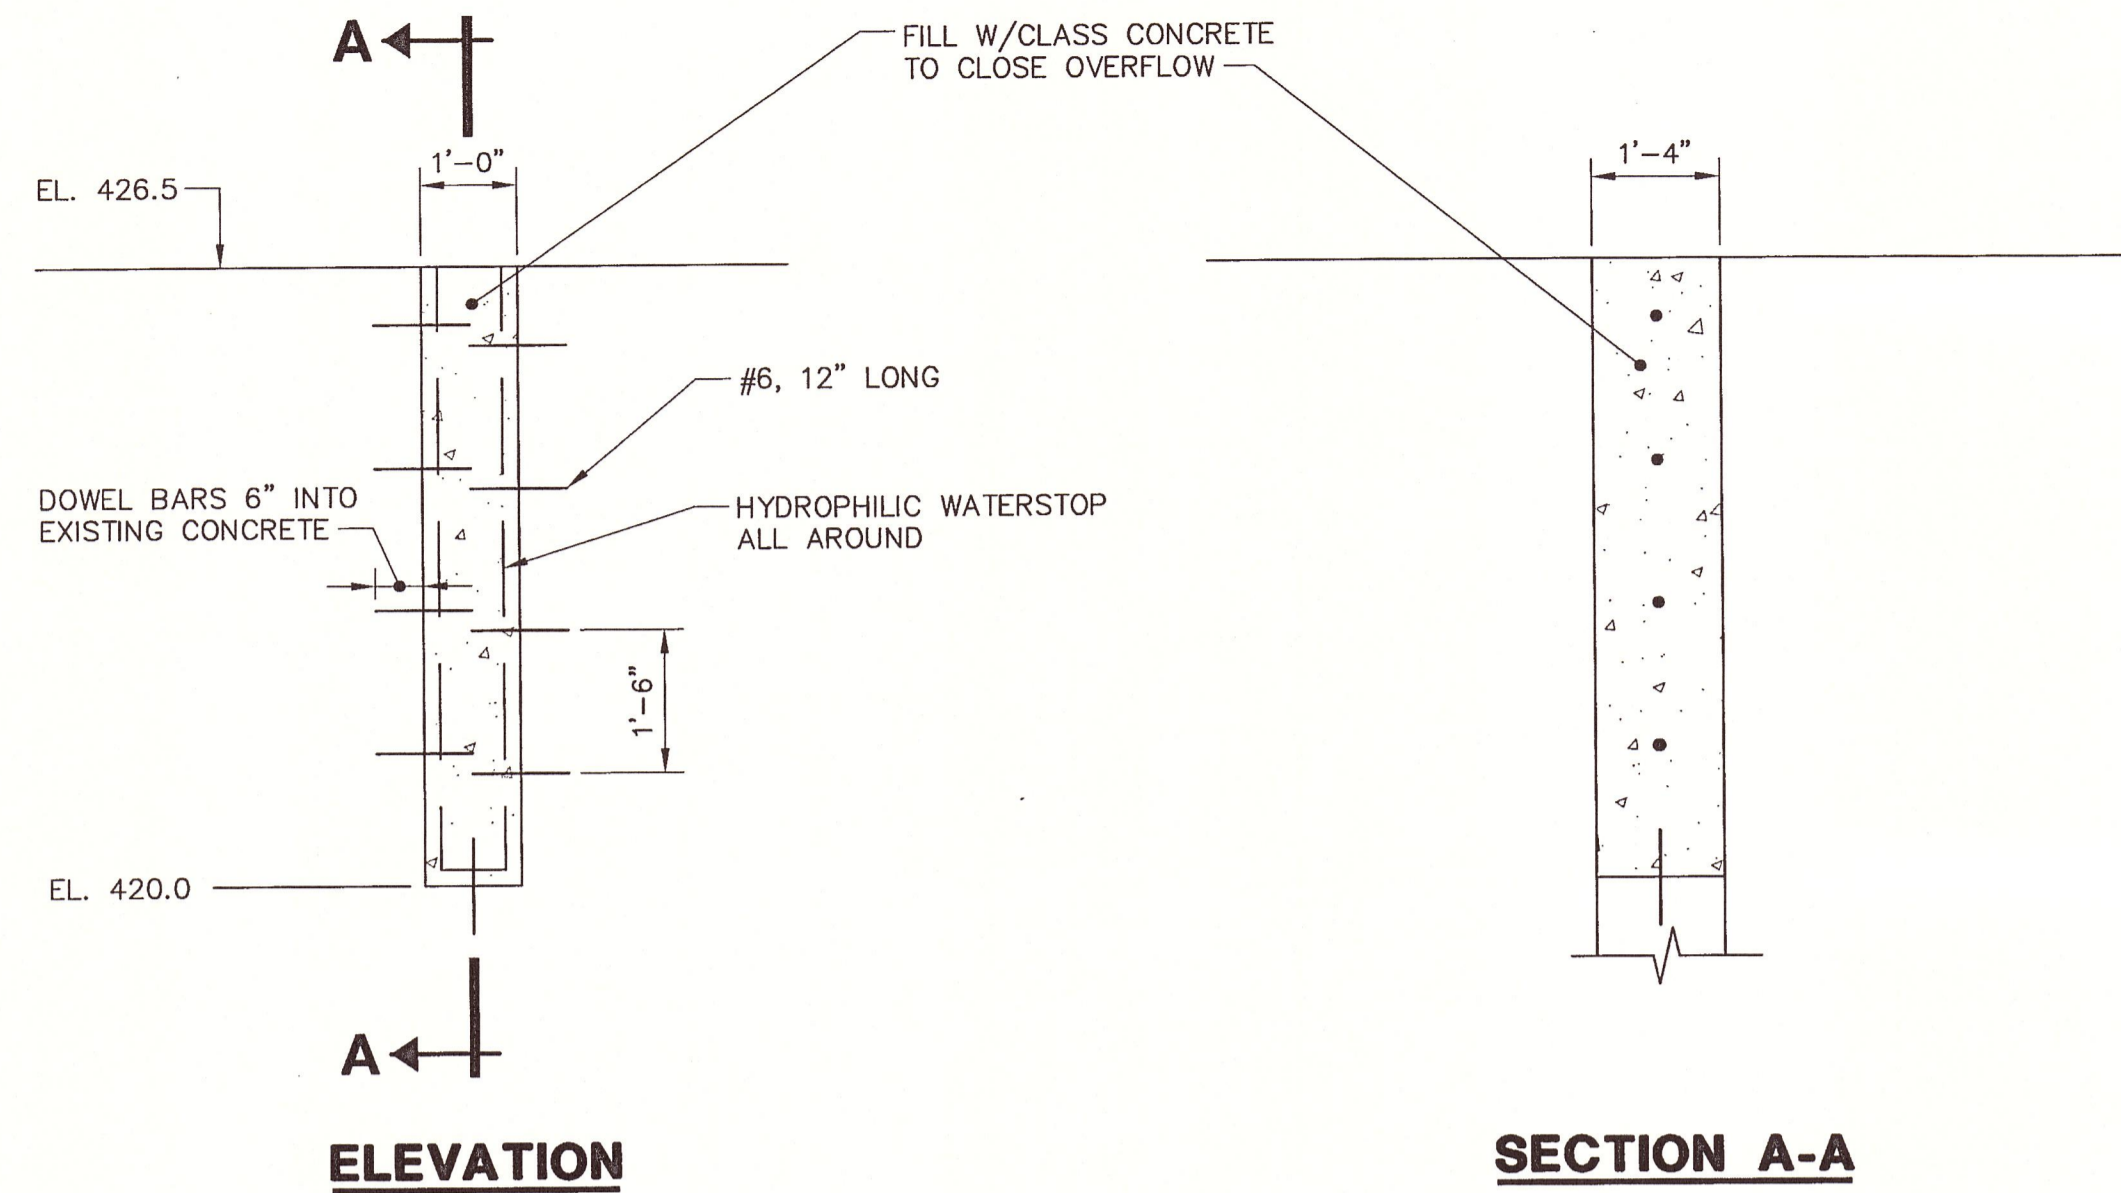 A
FILL W/CLASS CONCRETE
TO CLOSE OVERFLOW
1'-0"
1'-4"
EL. 426.5
#6, 12" LONG
DOWEL BARS 6" INTO
EXISTING CONCRETE
HYDROPHILIC WATERSTOP
ALL AROUND
1'-6"
EL. 420.0
A
ELEVATION
SECTION A-A